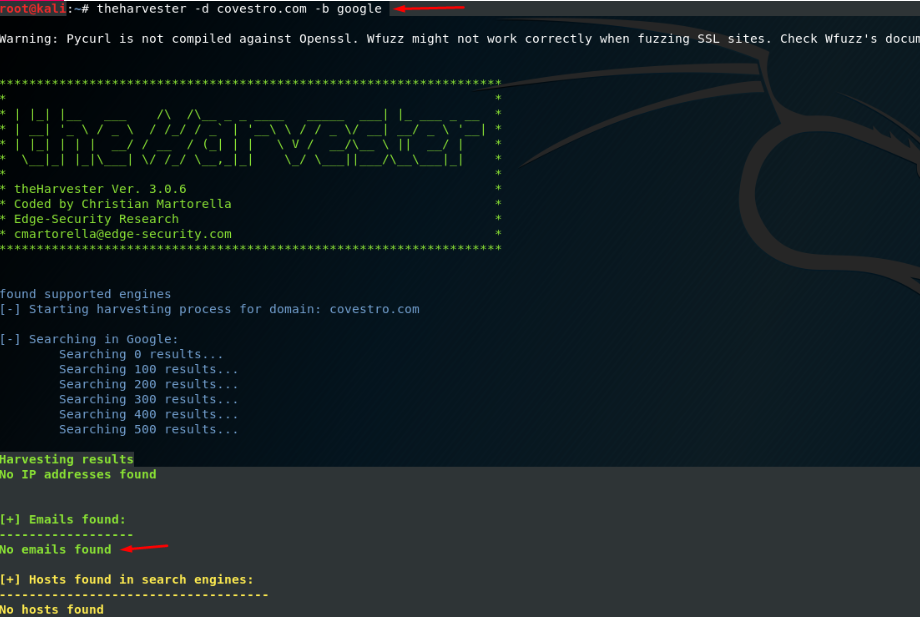 root@kali:~# theharvester -d covestro.com -b google
Warning: Pycurl is not compiled against Openssl. Wfuzz might not work correctly when fuzzing SSL sites. Check Wfuzz's docum
*******************************************************************
*                                                                 *
* | |_| |__   ___    /\  /\__ _ _ ____   _____  ___| |_ ___ _ __  *
* | __| '_ \ / _ \  / /_/ / _` | '__\ \ / / _ \/ __| __/ _ \ '__| *
* | |_| | | |  __/ / __  / (_| | |   \ V /  __/\__ \ ||  __/ |    *
*  \__|_| |_|\___| \/ /_/ \__,_|_|    \_/ \___||___/\__\___|_|    *
*                                                                 *
* theHarvester Ver. 3.0.6                                         *
* Coded by Christian Martorella                                   *
* Edge-Security Research                                          *
* cmartorella@edge-security.com                                   *
*******************************************************************
found supported engines
[-] Starting harvesting process for domain: covestro.com
[-] Searching in Google:
Searching 0 results...
Searching 100 results...
Searching 200 results...
Searching 300 results...
Searching 400 results...
Searching 500 results...
Harvesting results
No IP addresses found
[+] Emails found:
------------------
No emails found
[+] Hosts found in search engines:
------------------------------------
No hosts found